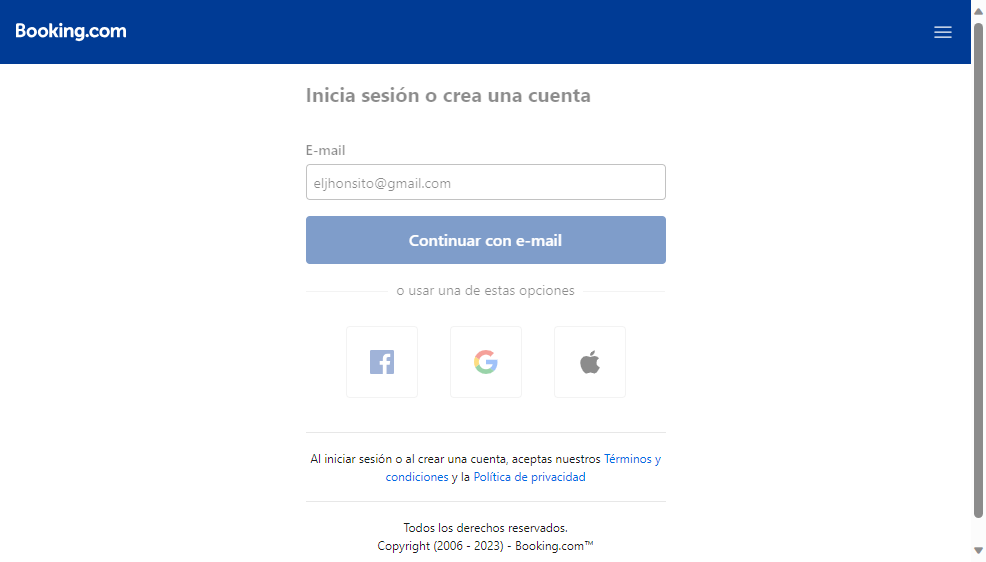 Booking.com
Inicia sesión o crea una cuenta
E-mail
eljhonsito@gmail.com
Continuar con e-mail
o usar una de estas opciones
Al iniciar sesión o al crear una cuenta, aceptas nuestros Términos y
condiciones y la Política de privacidad
Todos los derechos reservados.
Copyright (2006 - 2023) - Booking.com™